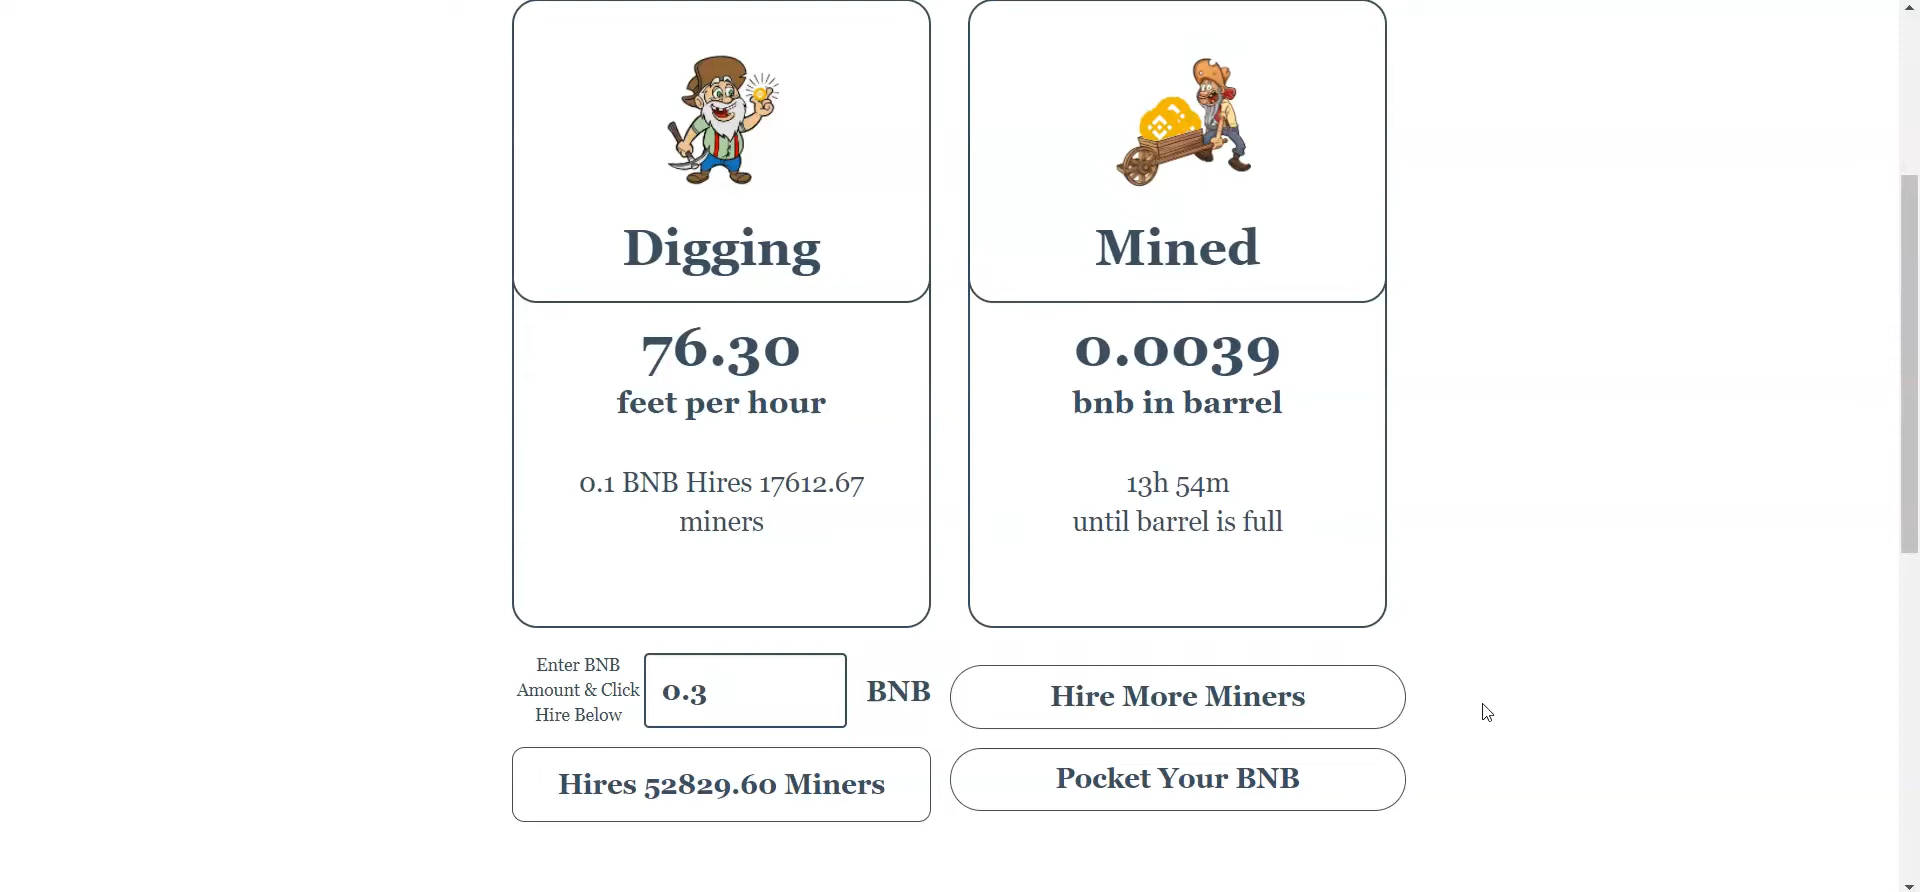 Digging
76.30
feet per hour
0.1 BNB Hires 17612.67
miners
Mined
0.0039
bnb in barrel
13h 54m
until barrel is full
Enter BNB
Amount & Click
Hire Below
0.3
BNB
Hires 52829.60 Miners
Hire More Miners
Pocket Your BNB